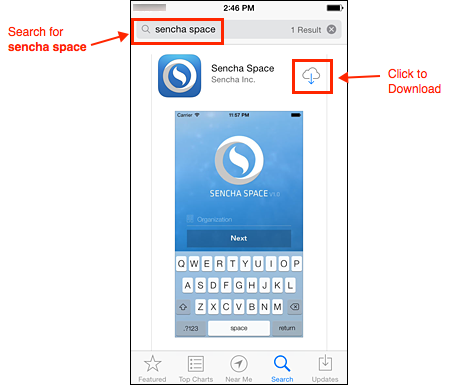 2:46 PM
Search for
sencha space
sencha space
1 Result
Sencha Space
Sencha Inc.
Click to
Download
Carrier
11:57 PM
SENCHA SPACE V1.0
Organization
Next
Q W E R T Y U I O P
A S D F G H J K L
Z X C V B N M
.?123
space
return
Featured
Top Charts
Near Me
Search
Updates